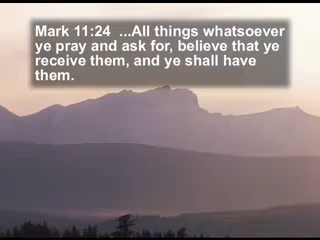 Mark 11:24  ...All things whatsoever
ye pray and ask for, believe that ye
receive them, and ye shall have
them.